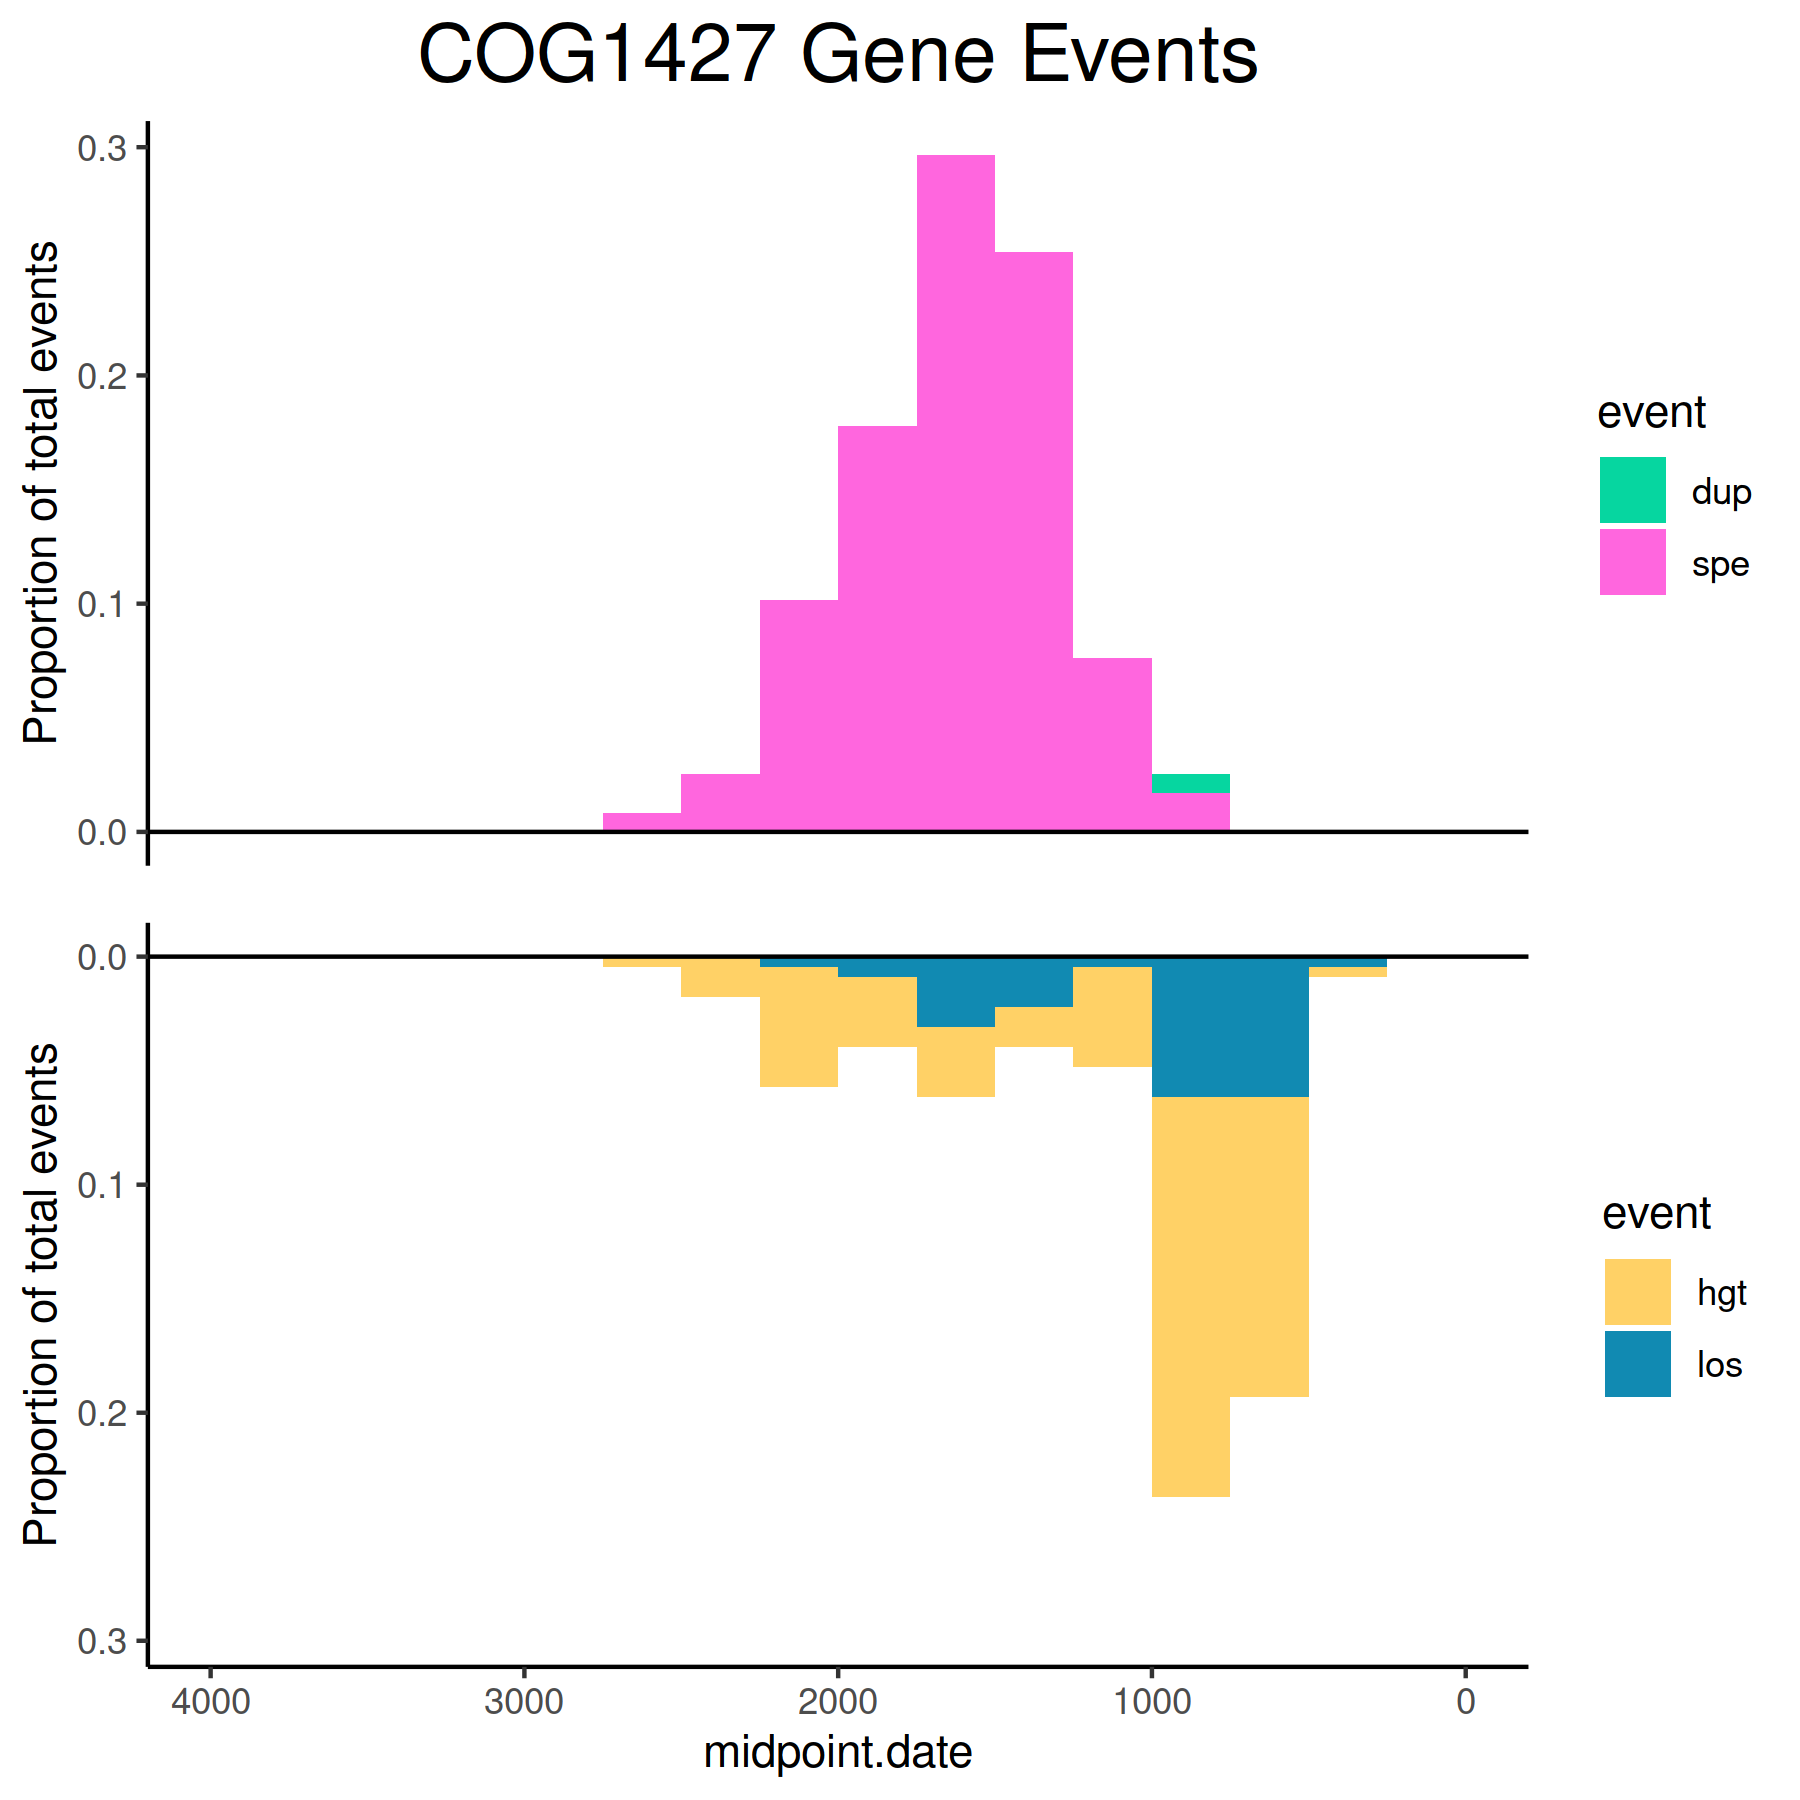 COG1427 Gene Events
Proportion of total events
0.3
0.2
0.1
0.0
event
dup
spe
Proportion of total events
0.0
0.1
0.2
0.3
event
hgt
los
4000 3000 2000 1000 0
midpoint.date